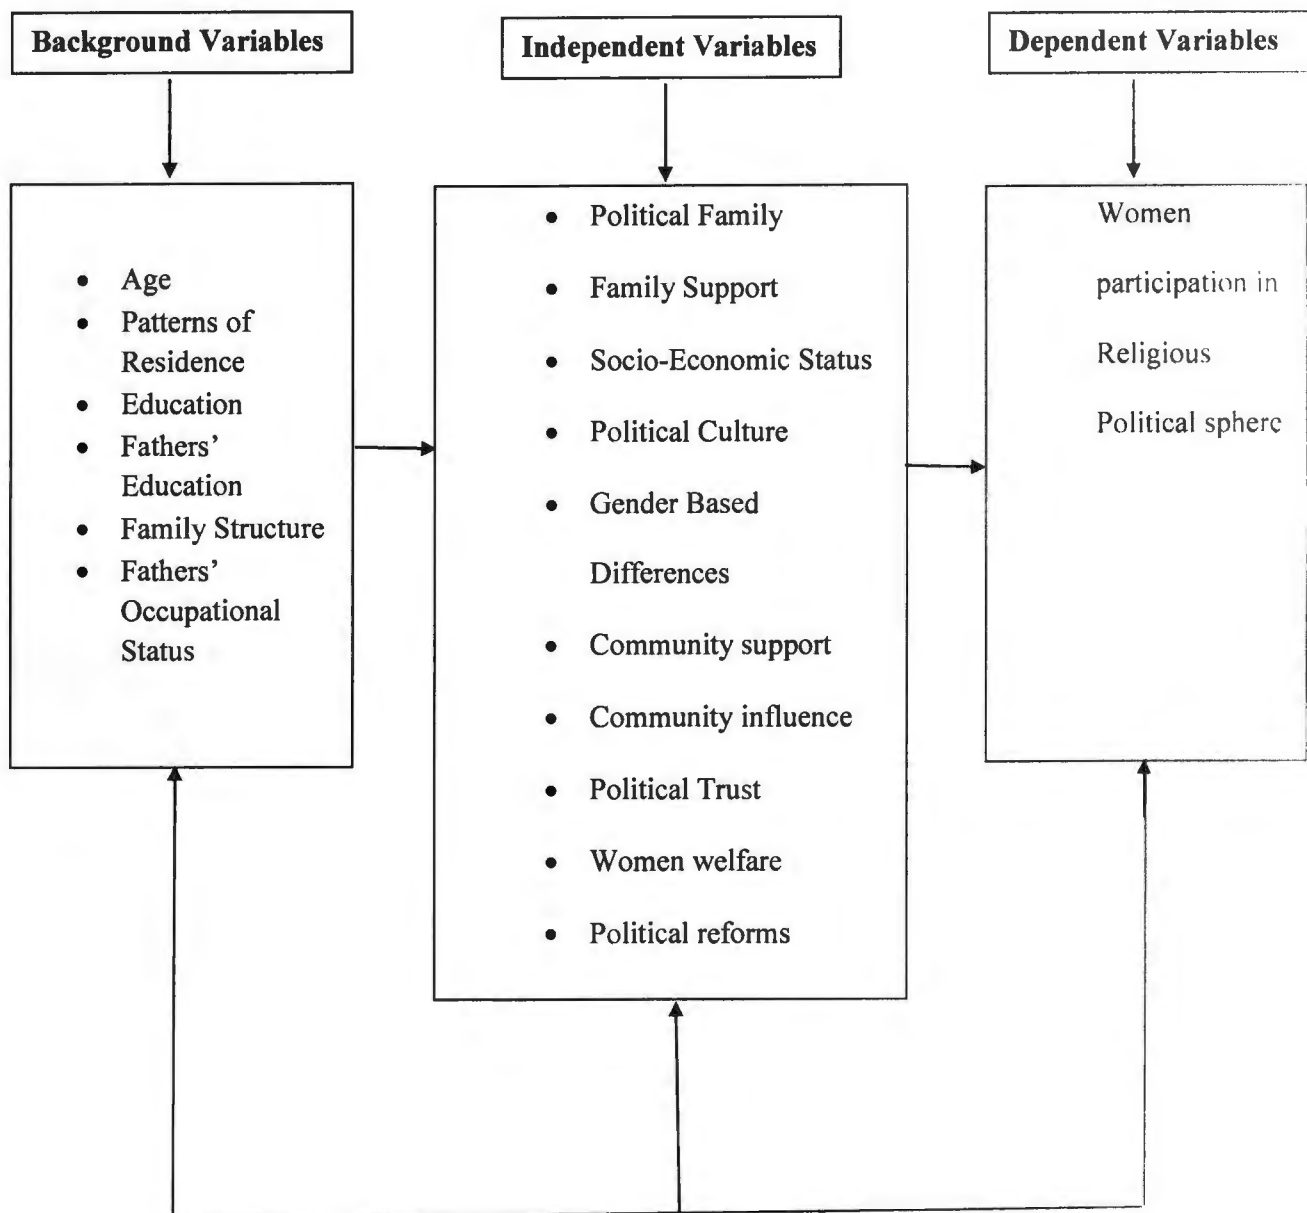 Background Variables
Independent Variables
Dependent Variables
• Age
• Patterns of
Residence
• Education
• Fathers’
Education
• Family Structure
• Fathers’
Occupational
Status
• Political Family
• Family Support
• Socio-Economic Status
• Political Culture
• Gender Based
Differences
• Community support
• Community influence
• Political Trust
• Women welfare
• Political reforms
Women
participation in
Religious
Political sphere